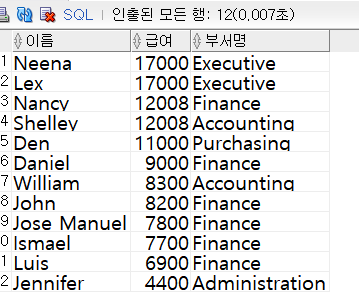 SQL | 인출된 모든 행: 12(0,007초)
이름 급여 부서명
1 Neena 17000 Executive
2 Lex 17000 Executive
3 Nancy 12008 Finance
4 Shelley 12008 Accounting
5 Den 11000 Purchasing
6 Daniel 9000 Finance
7 William 8300 Accounting
8 John 8200 Finance
9 Jose Manuel 7800 Finance
0 Ismael 7700 Finance
1 Luis 6900 Finance
2 Jennifer 4400 Administration